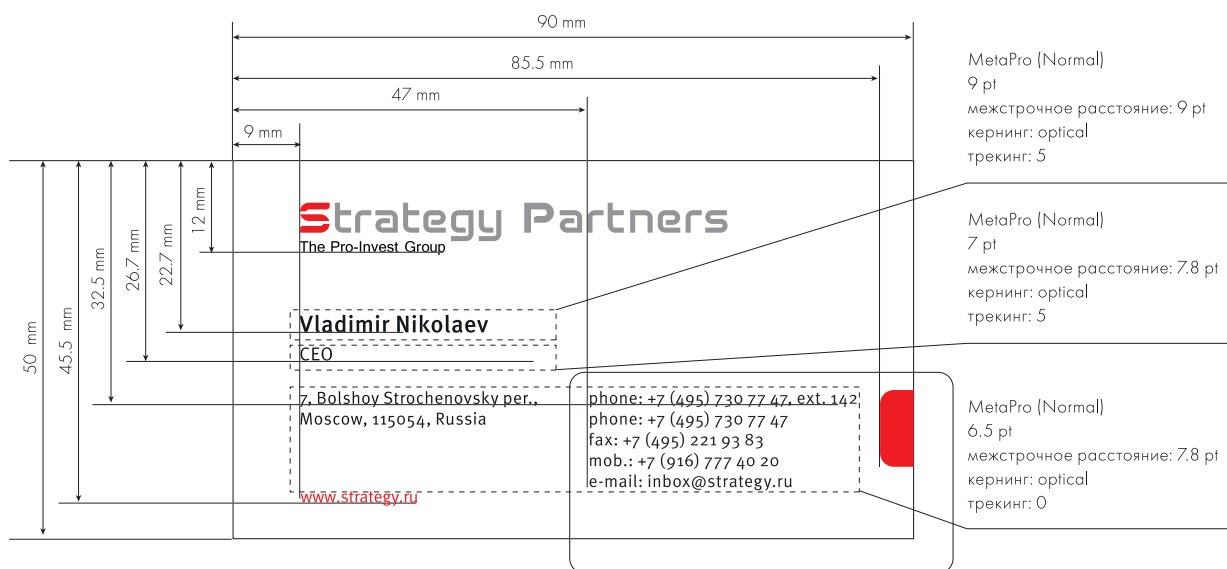 90 mm
85.5 mm
47 mm
9 mm
50 mm
45.5 mm
32.5 mm
26.7 mm
22.7 mm
12 mm
Strategy Partners
The Pro-Invest Group
Vladimir Nikolaev
CEO
7, Bolshoy Strochenovsky per.,
Moscow, 115054, Russia
www.strategy.ru
phone: +7 (495) 730 77 47, ext. 142
phone: +7 (495) 730 77 47
fax: +7 (495) 221 93 83
mob.: +7 (916) 777 40 20
e-mail: inbox@strategy.ru
MetaPro (Normal)
9 pt
межстрочное расстояние: 9 pt
кернинг: optical
трекинг: 5
MetaPro (Normal)
7 pt
межстрочное расстояние: 7.8 pt
кернинг: optical
трекинг: 5
MetaPro (Normal)
6.5 pt
межстрочное расстояние: 7.8 pt
кернинг: optical
трекинг: 0